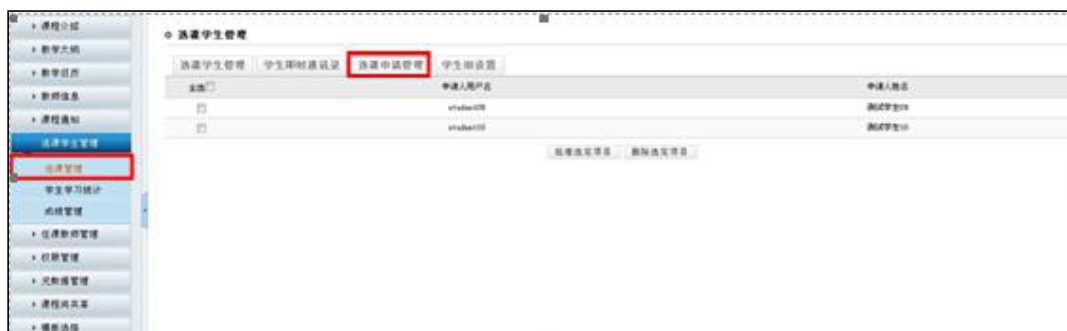 课程介绍
教学大纲
教学日历
教师信息
课程通知
选课学生管理
选课管理
学生学习统计
成绩管理
任课教师管理
权限管理
元数据管理
课程间共享
模板选择
选课学生管理
选课学生管理 学生即时通讯录 选课申请管理 学生组设置
全选 申请人用户名 申请人姓名
student09 测试学生09
student10 测试学生10
批准选定项目 删除选定项目